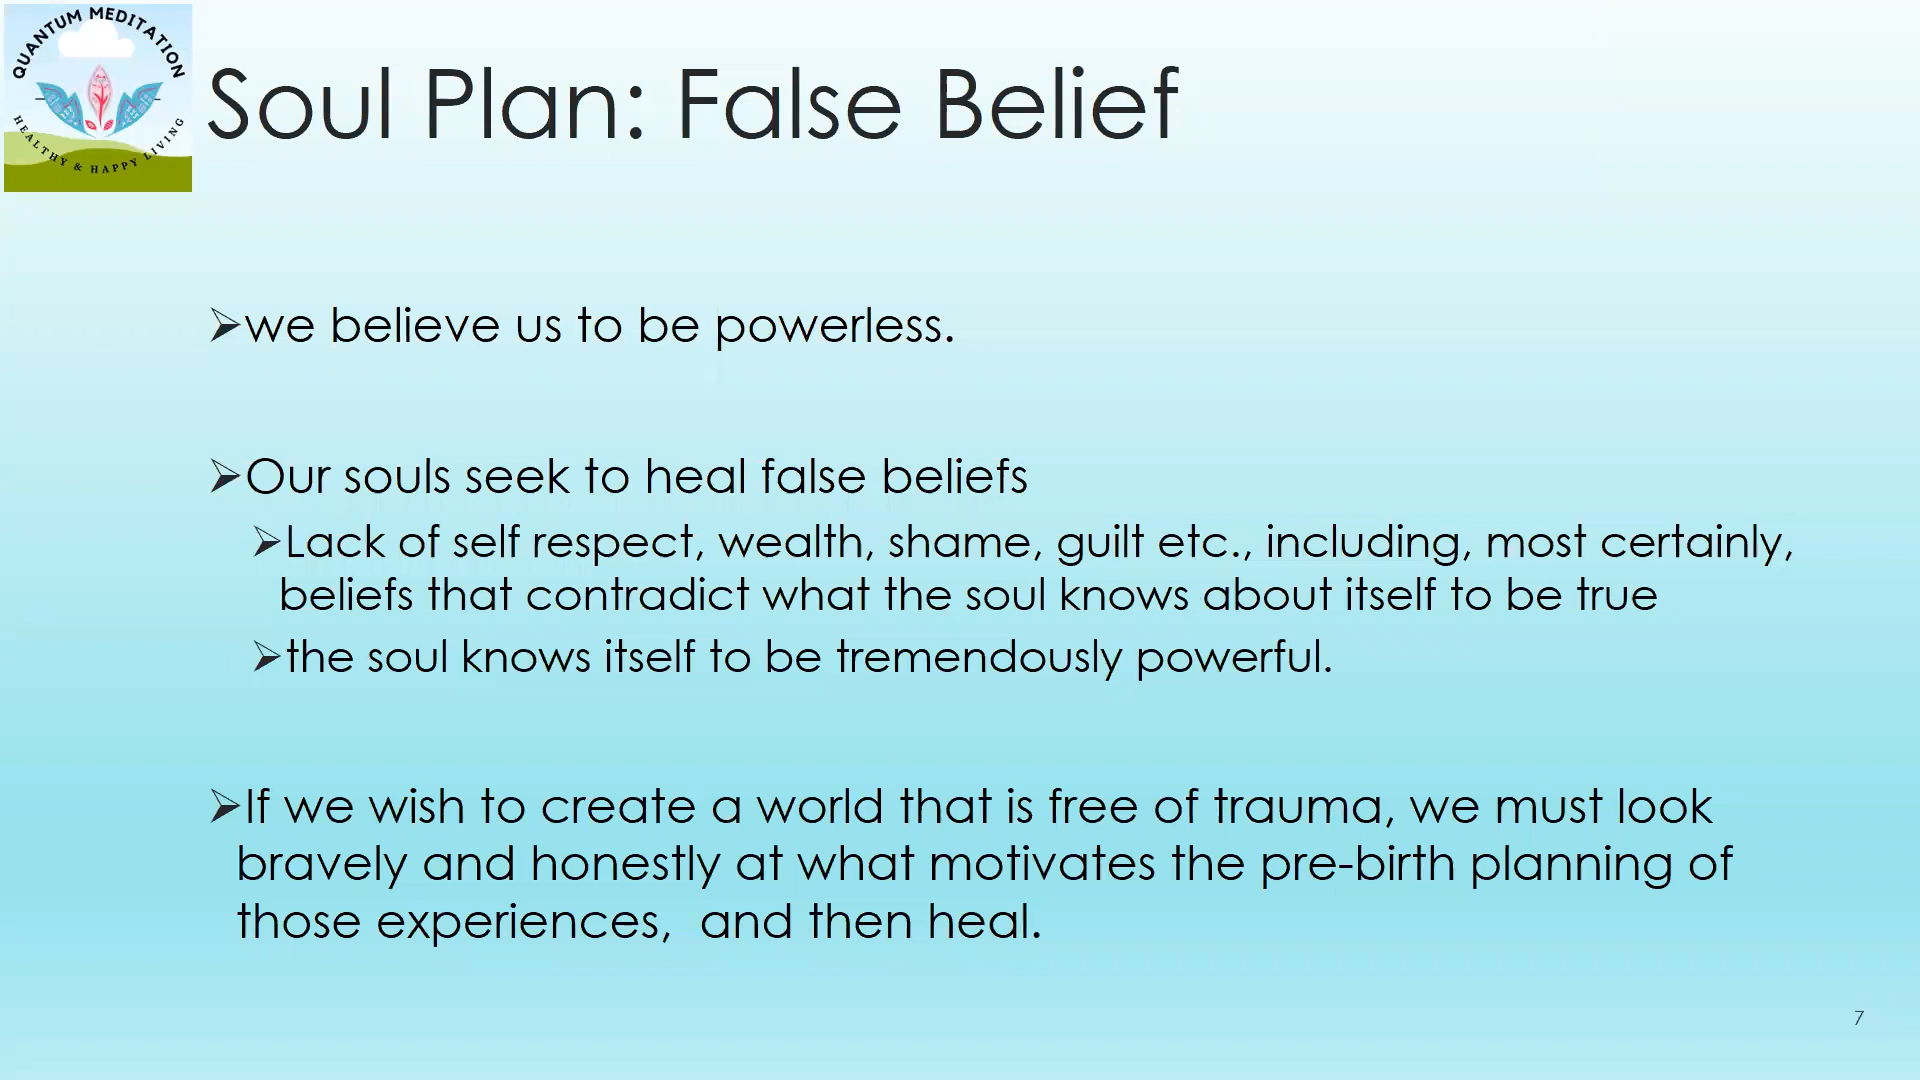 QUANTUM MEDITATION
HEALTHY & HAPPY LIVING
Soul Plan: False Belief
➢we believe us to be powerless.
➢Our souls seek to heal false beliefs
➢Lack of self respect, wealth, shame, guilt etc., including, most certainly,
beliefs that contradict what the soul knows about itself to be true
➢the soul knows itself to be tremendously powerful.
➢If we wish to create a world that is free of trauma, we must look
bravely and honestly at what motivates the pre-birth planning of
those experiences,  and then heal.
7